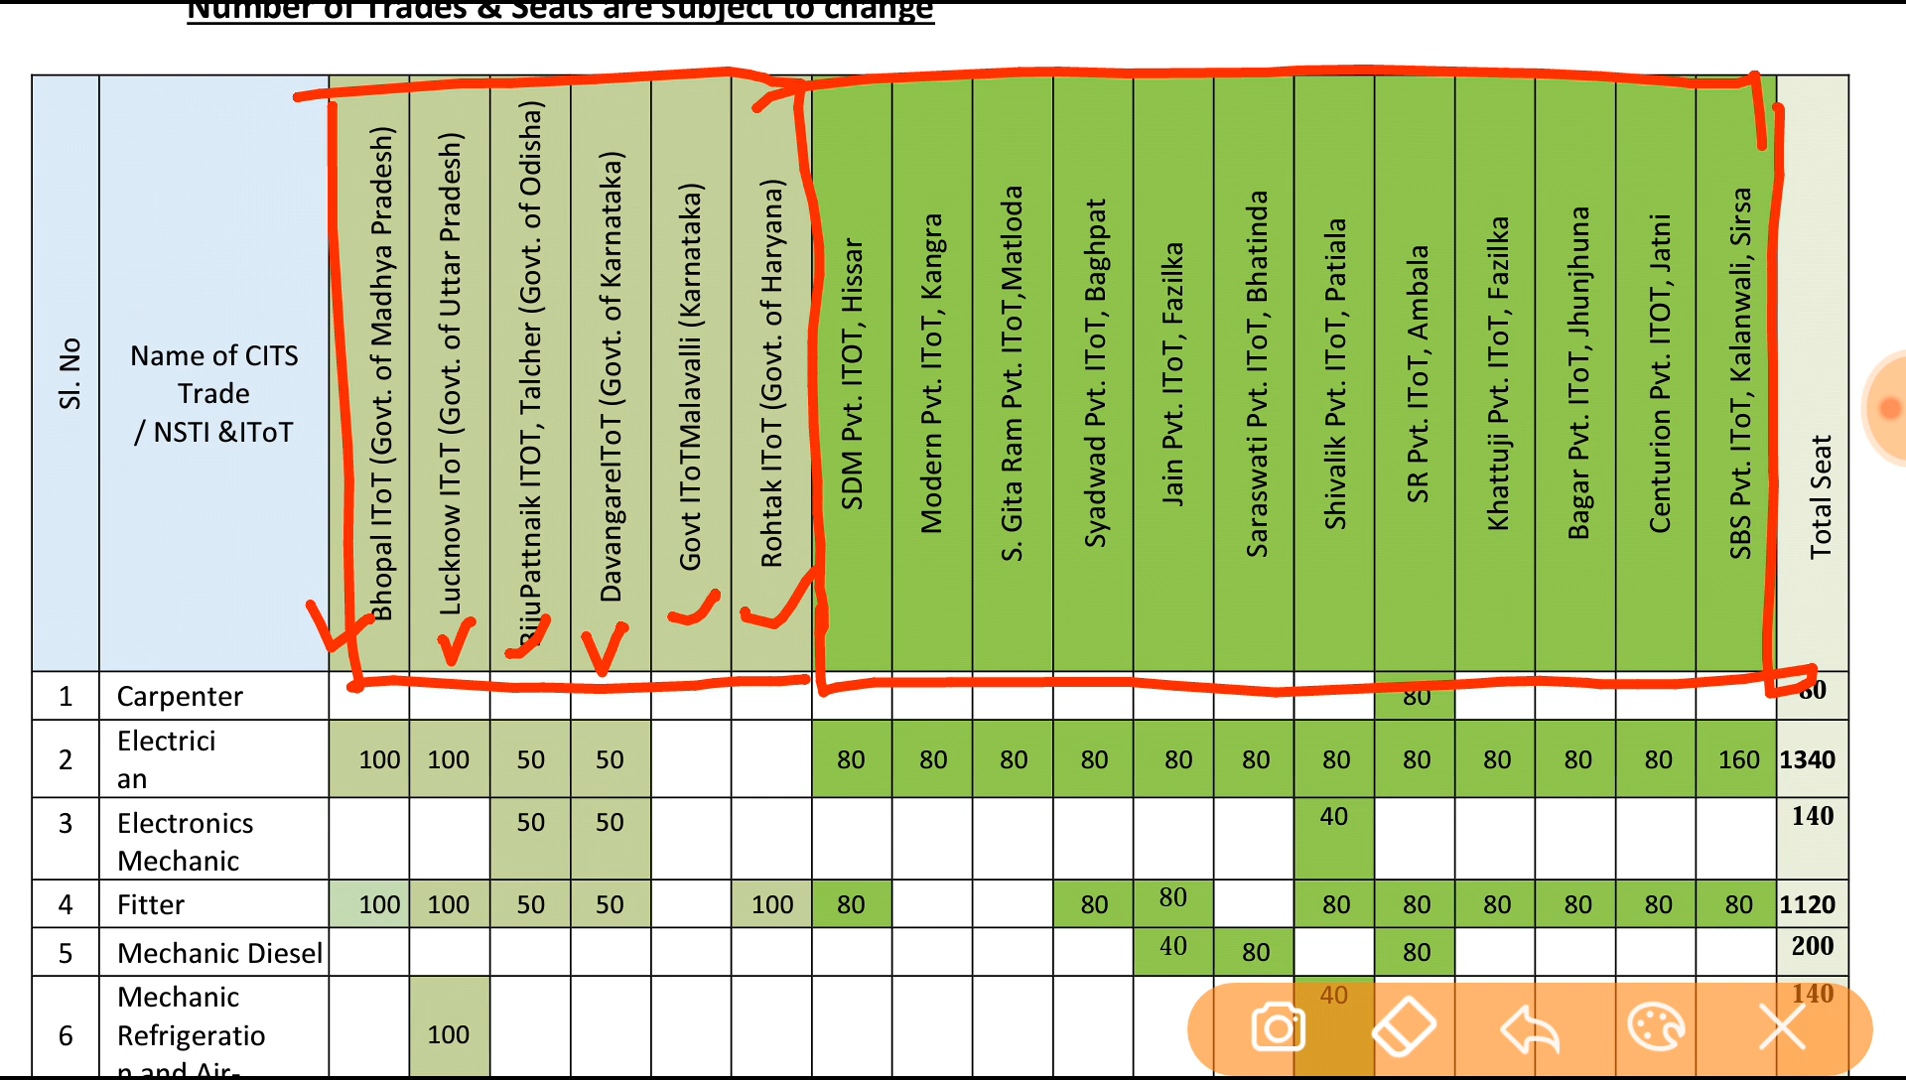 Number of Trades & Seats are subject to change
Sl. No
Name of CITS
Trade
/ NSTI &IToT
Bhopal IToT (Govt. of Madhya Pradesh)
Lucknow IToT (Govt. of Uttar Pradesh)
BijuPattnaik ITOT, Talcher (Govt. of Odisha)
DavangareIToT (Govt. of Karnataka)
Govt IToTMalavalli (Karnataka)
Rohtak IToT (Govt. of Haryana)
SDM Pvt. ITOT, Hissar
Modern Pvt. IToT, Kangra
S. Gita Ram Pvt. IToT,Matloda
Syadwad Pvt. IToT, Baghpat
Jain Pvt. IToT, Fazilka
Saraswati Pvt. IToT, Bhatinda
Shivalik Pvt. IToT, Patiala
SR Pvt. IToT, Ambala
Khattuji Pvt. IToT, Fazilka
Bagar Pvt. IToT, Jhunjhuna
Centurion Pvt. ITOT, Jatni
SBS Pvt. IToT, Kalanwali, Sirsa
Total Seat
1 Carpenter 80 80
2 Electrici
an 100 100 50 50 80 80 80 80 80 80 80 80 80 80 80 160 1340
3 Electronics
Mechanic 50 50 40 140
4 Fitter 100 100 50 50 100 80 80 80 80 80 80 80 80 80 1120
5 Mechanic Diesel 40 80 80 200
6 Mechanic
Refrigeratio
n and Air- 100 40 140